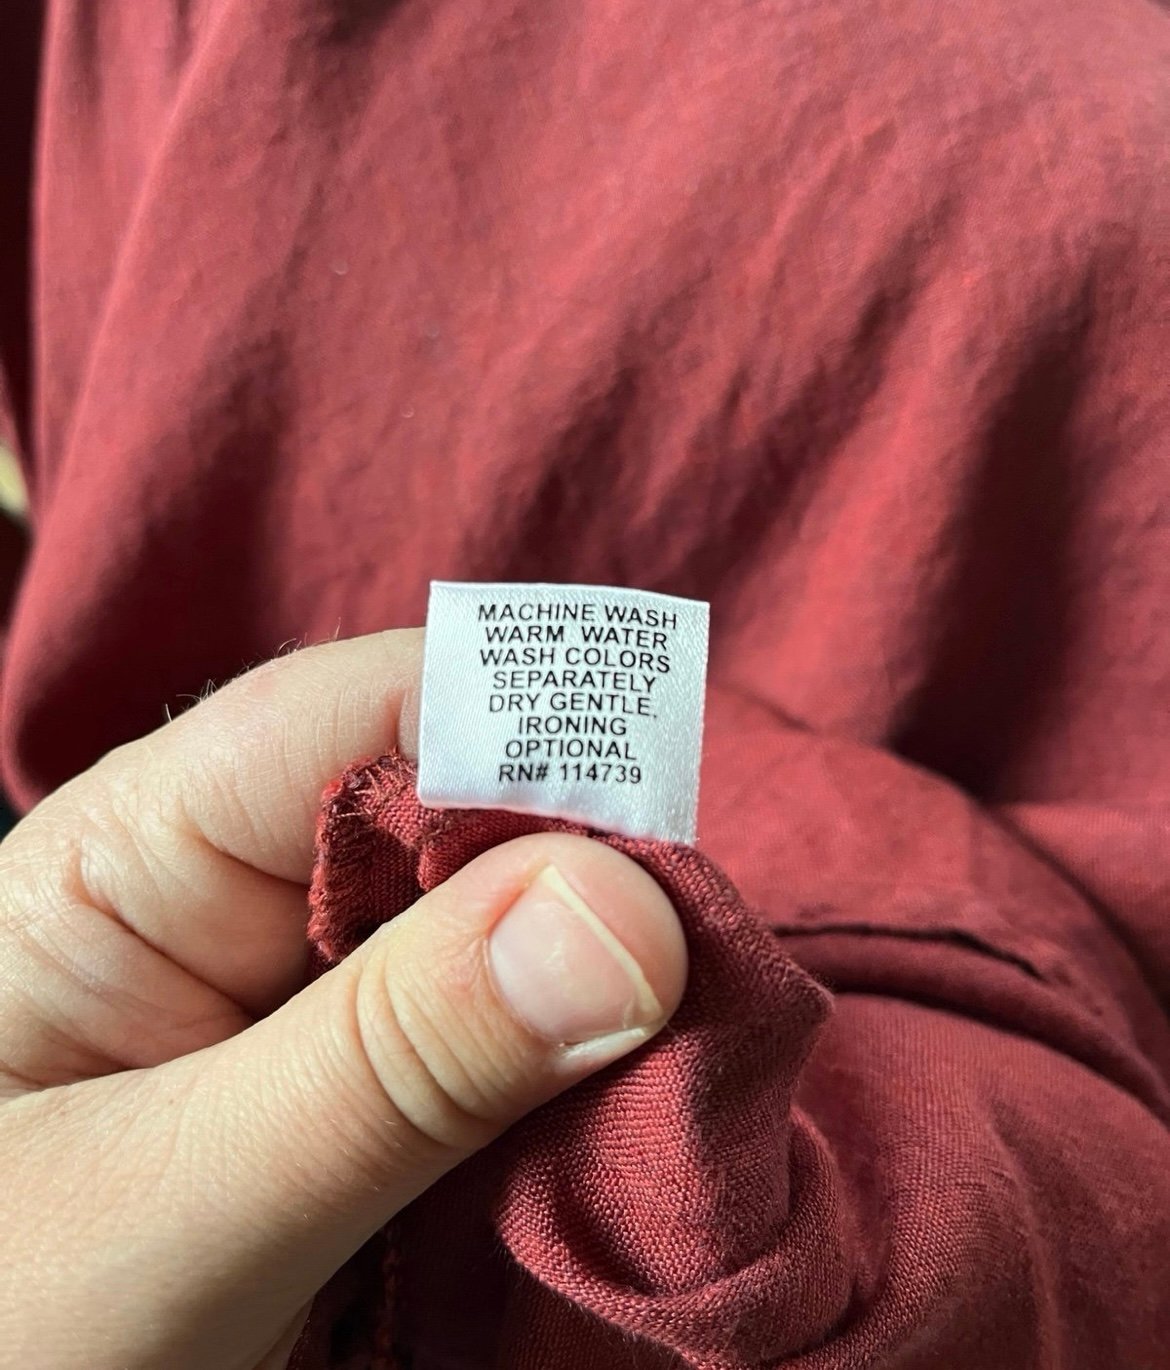 MACHINE WASH
WARM WATER
WASH COLORS
SEPARATELY
DRY GENTLE,
IRONING
OPTIONAL
RN# 114739